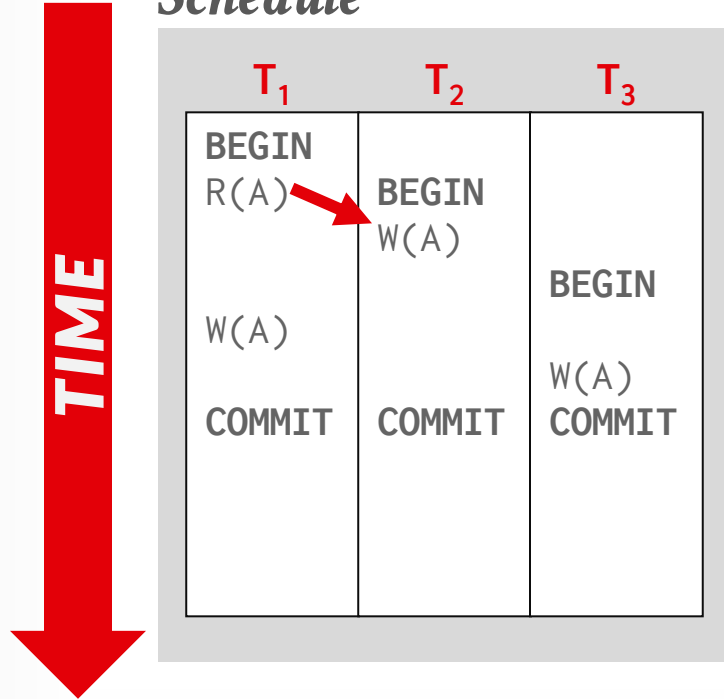 Schedule
TIME
T1 T2 T3
BEGIN
R(A) BEGIN
W(A)
BEGIN
W(A)
W(A)
COMMIT COMMIT COMMIT